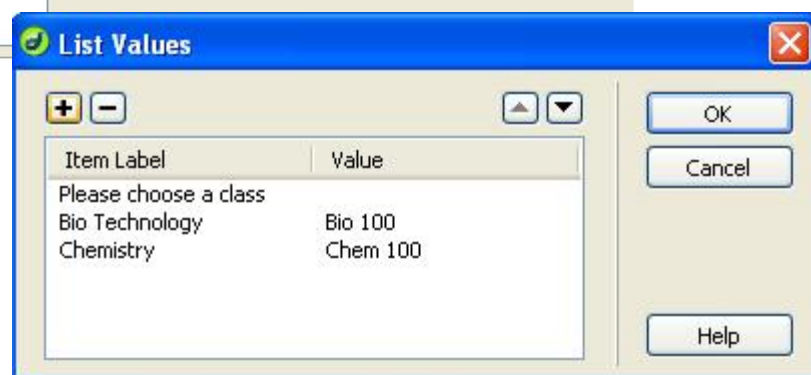 List Values
OK
Item Label Value
Cancel
Please choose a class
Bio Technology Bio 100
Chemistry Chem 100
Help